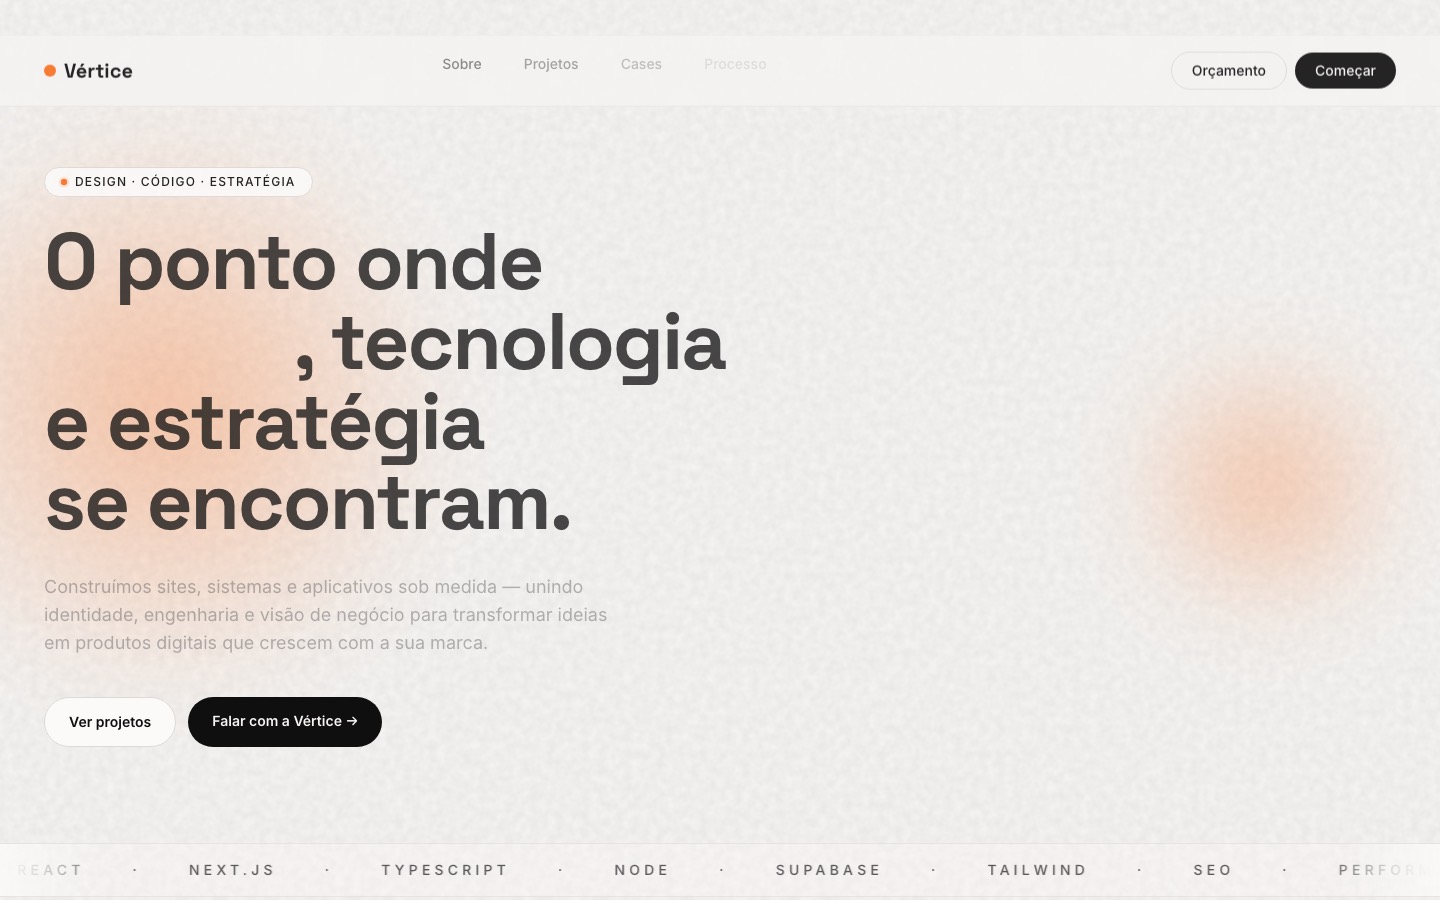 Vértice
Sobre
Projetos
Cases
Processo
Orçamento
Começar
DESIGN · CÓDIGO · ESTRATÉGIA
O ponto onde
, tecnologia
e estratégia
se encontram.
Construímos sites, sistemas e aplicativos sob medida — unindo
identidade, engenharia e visão de negócio para transformar ideias
em produtos digitais que crescem com a sua marca.
Ver projetos
Falar com a Vértice →
REACT · NEXT.JS · TYPESCRIPT · NODE · SUPABASE · TAILWIND · SEO ·